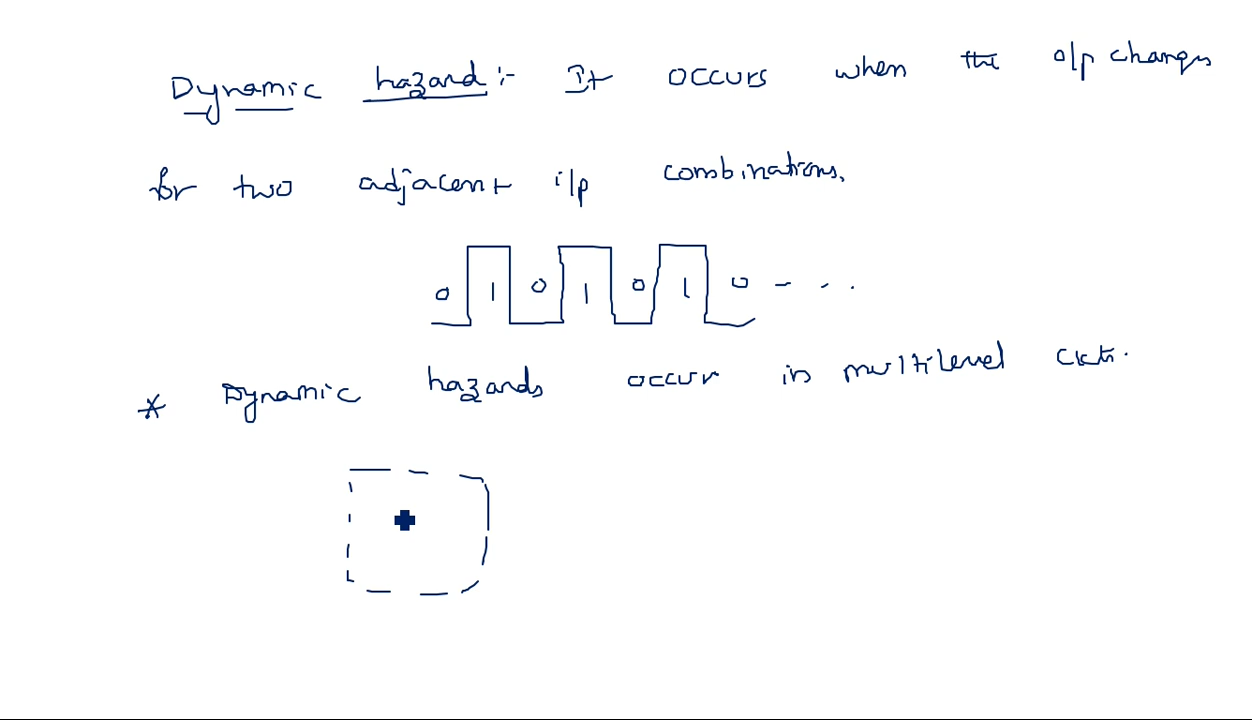 Dynamic hazard :- It occurs when the o/p changes
for two adjacent i/p combinations.
0 1 0 1 0 1 0 - . .
* Dynamic hazards occur in multilevel Ckts.